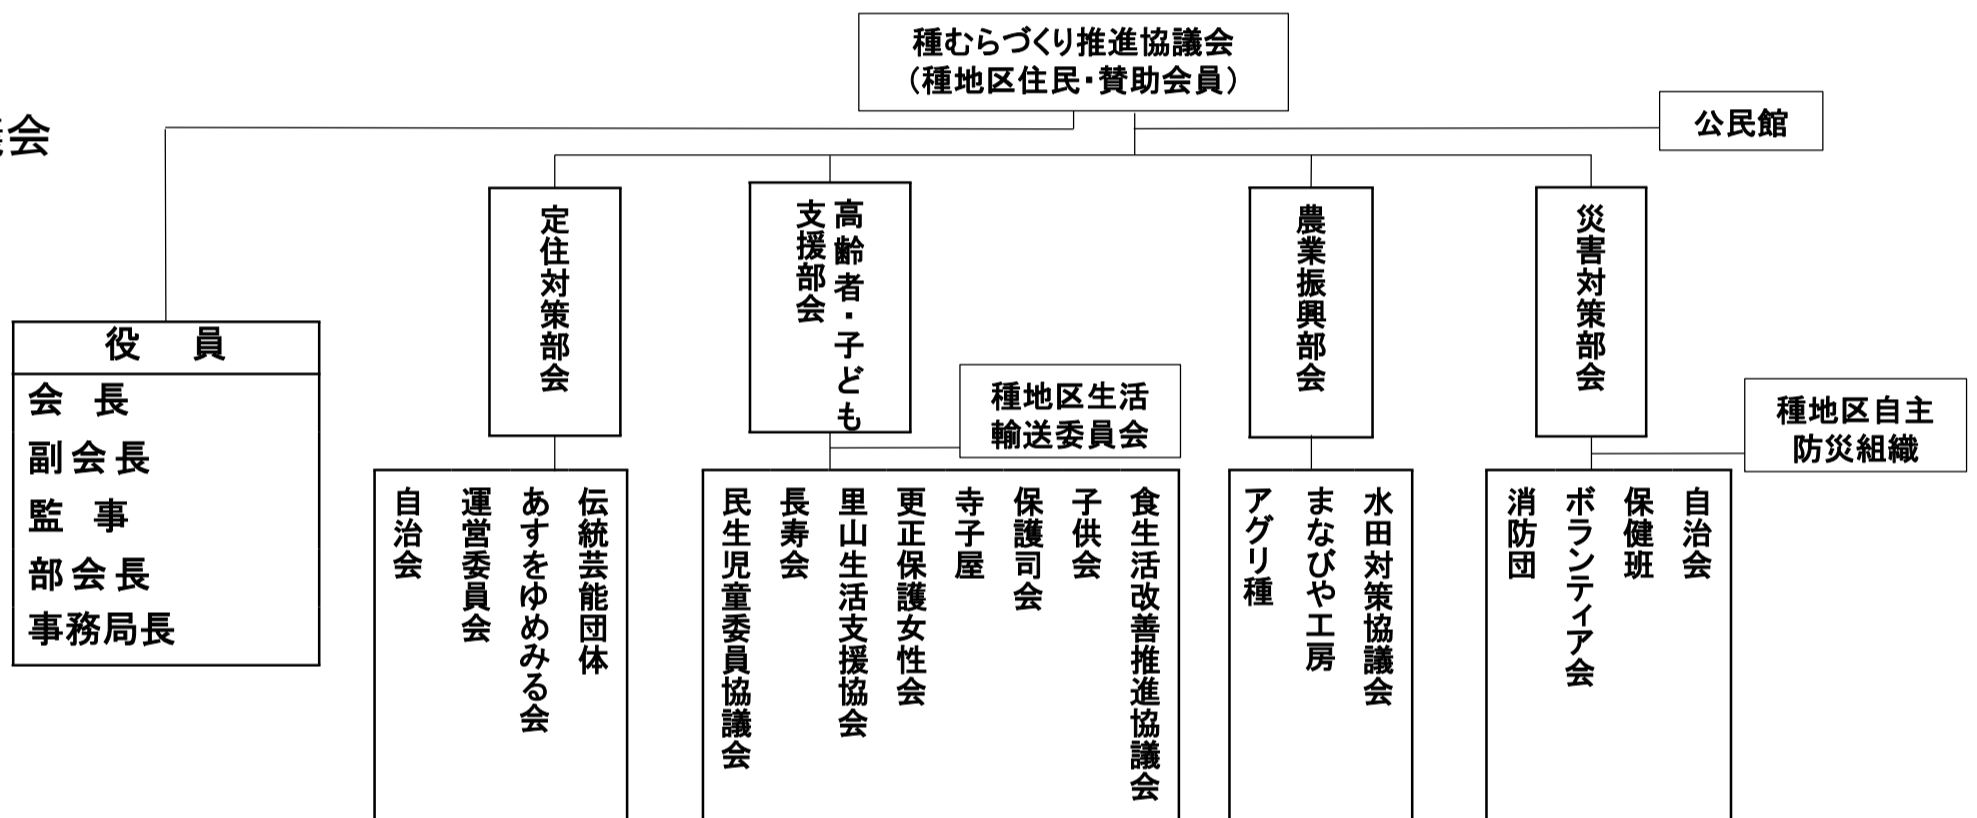 種むらづくり推進協議会
(種地区住民・賛助会員)
公民館
会
役 員
会 長
副会長
監 事
部会長
事務局長
定住対策部会
高齢者・子ども
支援部会
農業振興部会
災害対策部会
種地区生活
輸送委員会
種地区自主
防災組織
自治会
運営委員会
あすをゆめみる会
伝統芸能団体
民生児童委員協議会
長寿会
里山生活支援協会
更正保護女性会
寺子屋
保護司会
子供会
食生活改善推進協議会
アグリ種
まなびや工房
水田対策協議会
消防団
ボランティア会
保健班
自治会